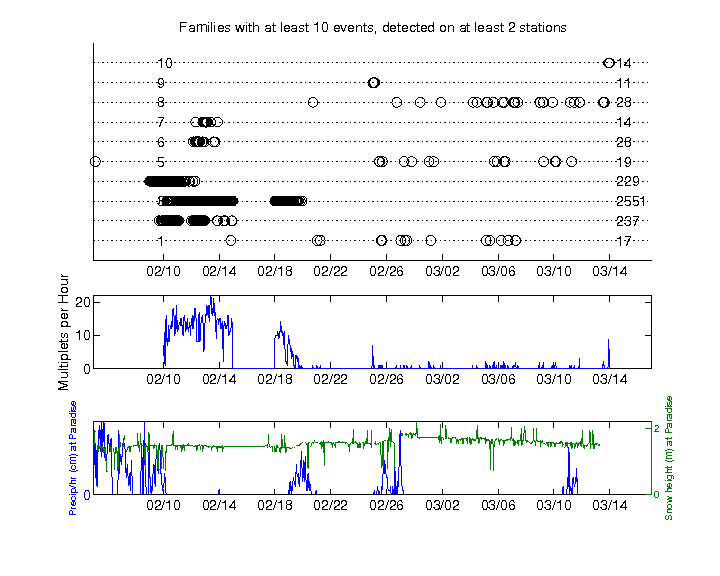 Families with at least 10 events, detected on at least 2 stations
10 14
9 11
8 28
7 14
6 26
5 19
229
2551
237
1 17
02/10 02/14 02/18 02/22 02/26 03/02 03/06 03/10 03/14
Multiplets per Hour
20
10
0
02/10 02/14 02/18 02/22 02/26 03/02 03/06 03/10 03/14
Precip/hr (cm) at Paradise
0
2
0
Snow height (m) at Paradise
02/10 02/14 02/18 02/22 02/26 03/02 03/06 03/10 03/14